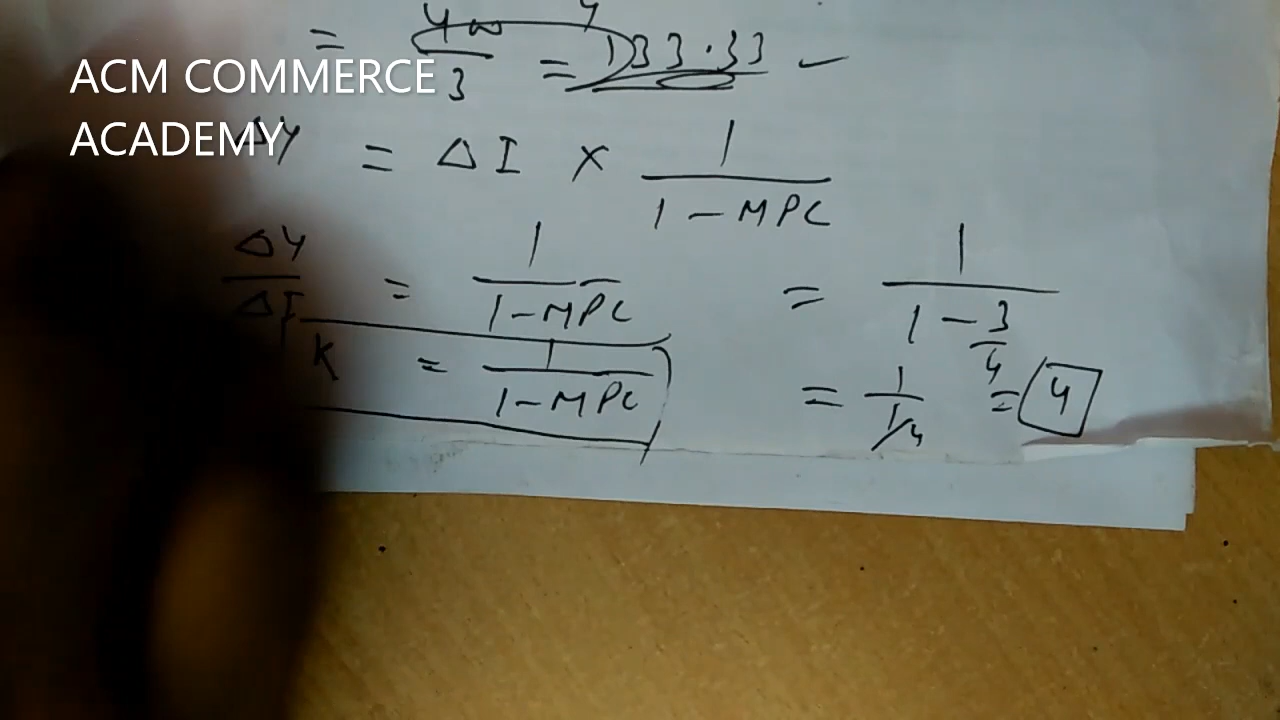 = 400/3 = 133.33
ACM COMMERCE
ACADEMY
ΔY = ΔI × 1/(1-MPC)
ΔY/ΔI = 1/(1-MPC) = 1/(1-3/4)
K = 1/(1-MPC) = 1/(1/4) = 4